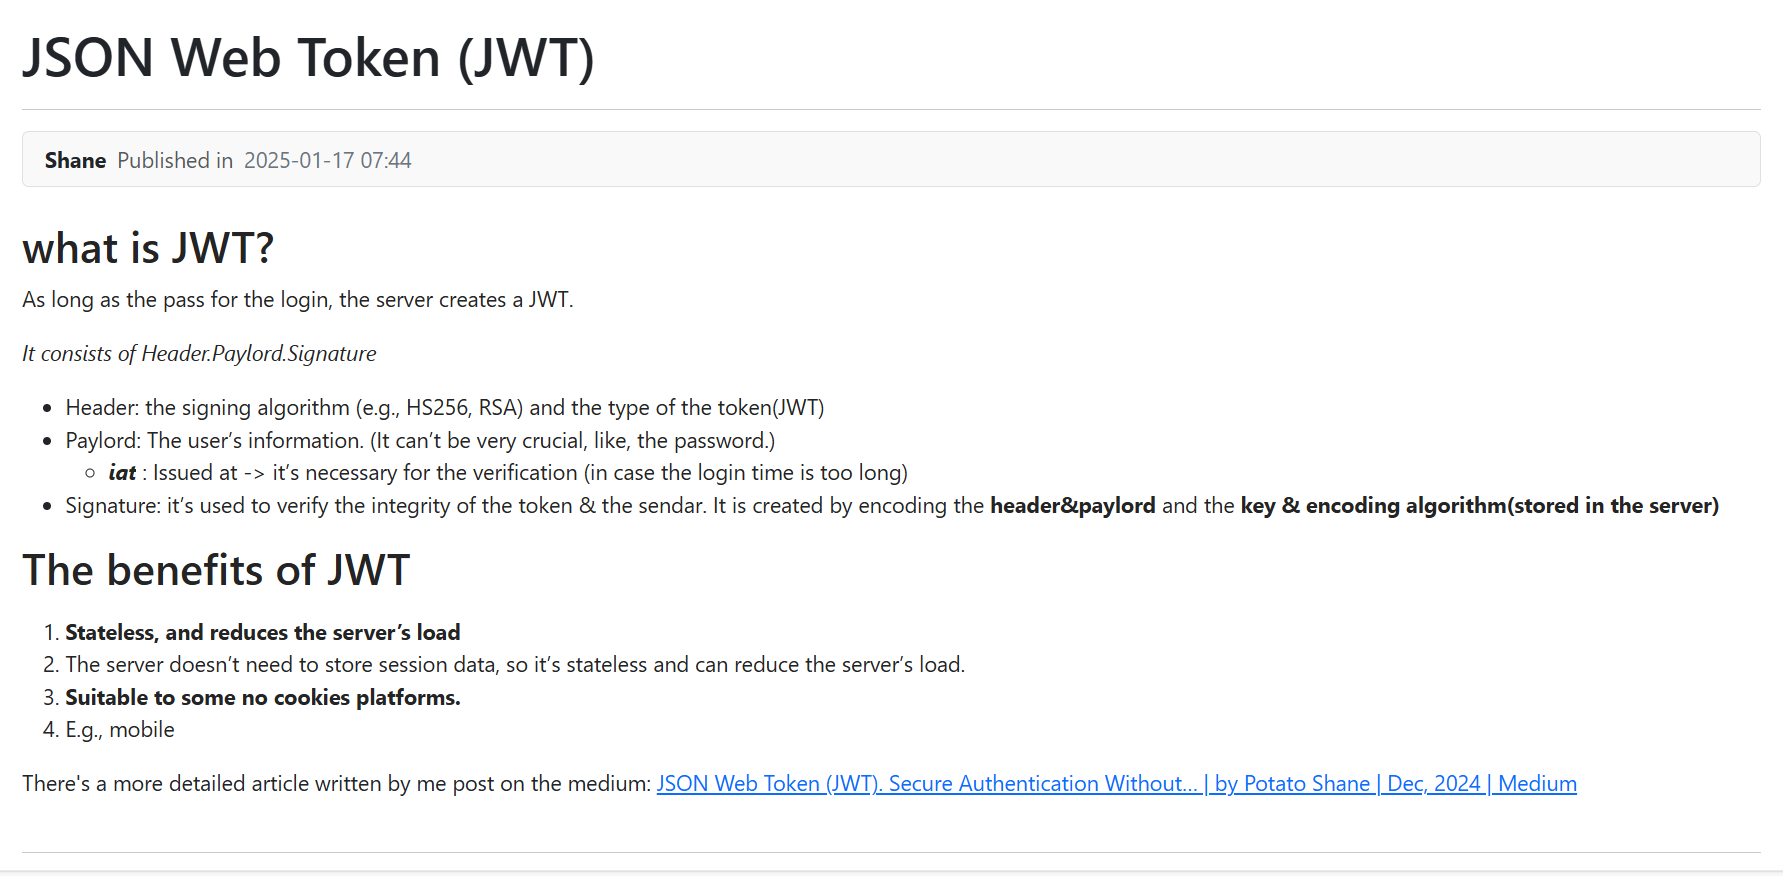 JSON Web Token (JWT)
Shane Published in 2025-01-17 07:44
what is JWT?
As long as the pass for the login, the server creates a JWT.
It consists of Header.Paylord.Signature
• Header: the signing algorithm (e.g., HS256, RSA) and the type of the token(JWT)
• Paylord: The user’s information. (It can’t be very crucial, like, the password.)
◦ iat : Issued at -> it’s necessary for the verification (in case the login time is too long)
• Signature: it’s used to verify the integrity of the token & the sendar. It is created by encoding the header&paylord and the key & encoding algorithm(stored in the server)
The benefits of JWT
1. Stateless, and reduces the server’s load
2. The server doesn’t need to store session data, so it’s stateless and can reduce the server’s load.
3. Suitable to some no cookies platforms.
4. E.g., mobile
There's a more detailed article written by me post on the medium: JSON Web Token (JWT). Secure Authentication Without… | by Potato Shane | Dec, 2024 | Medium